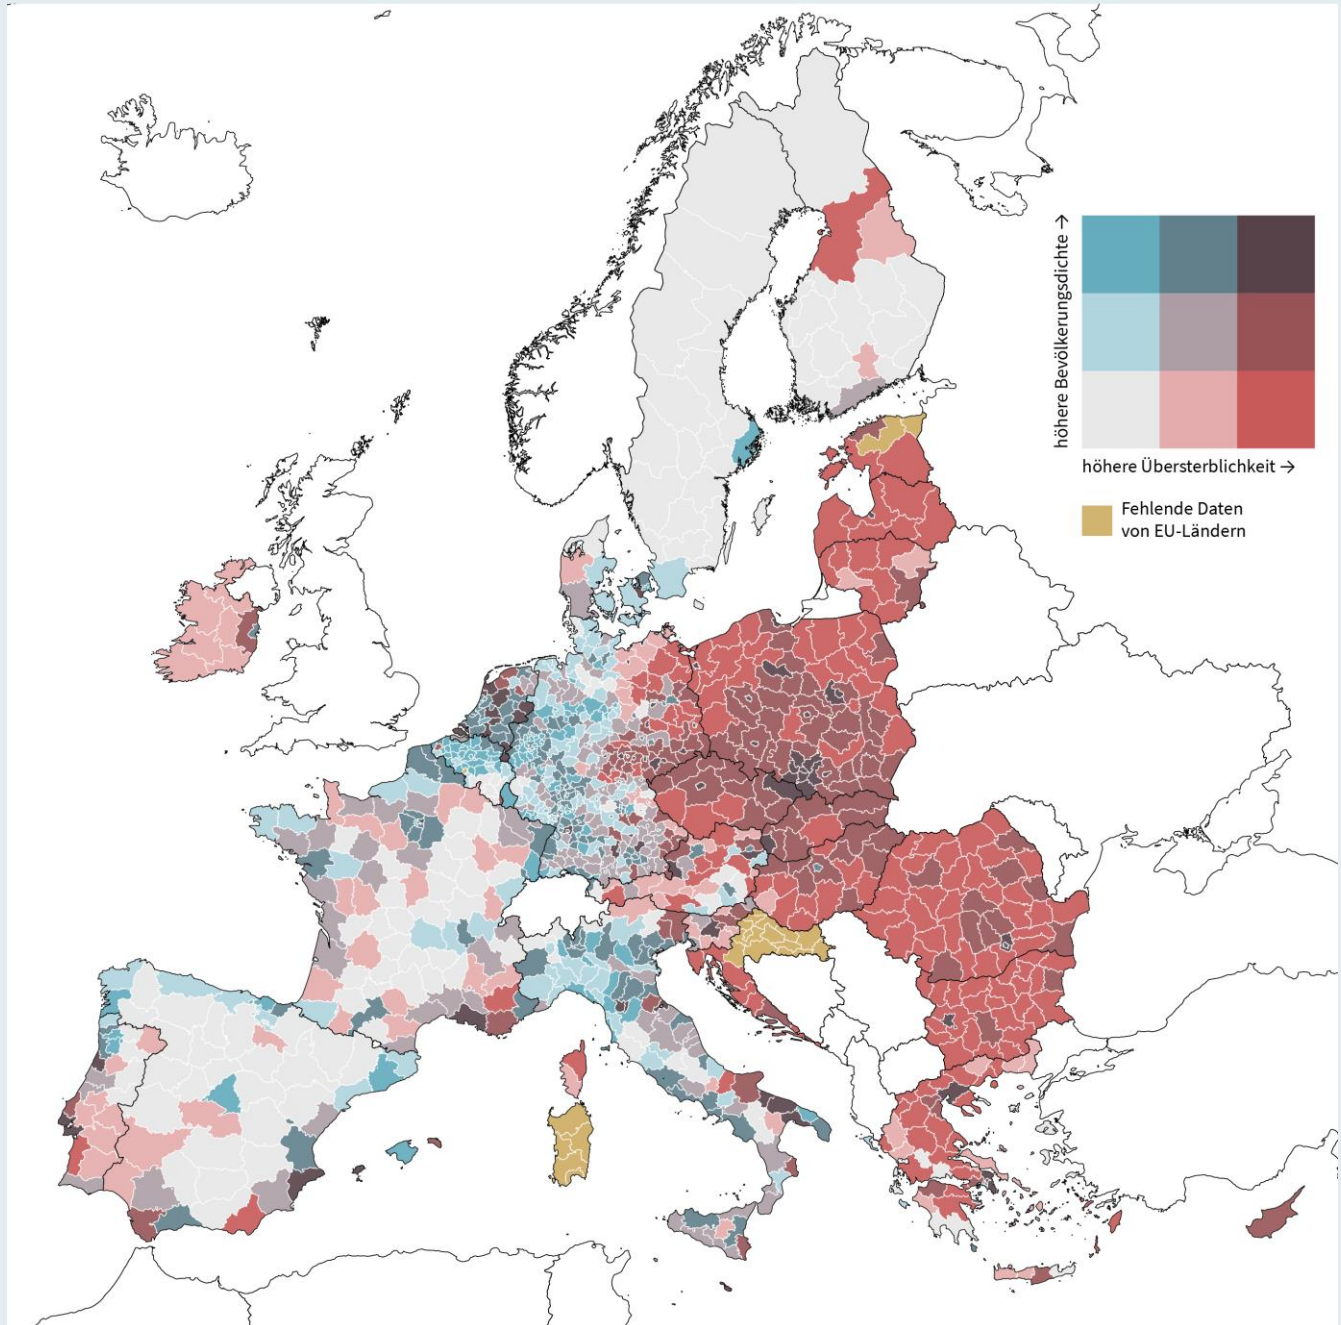 höhere Bevölkerungsdichte →
höhere Übersterblichkeit →
Fehlende Daten
von EU-Ländern